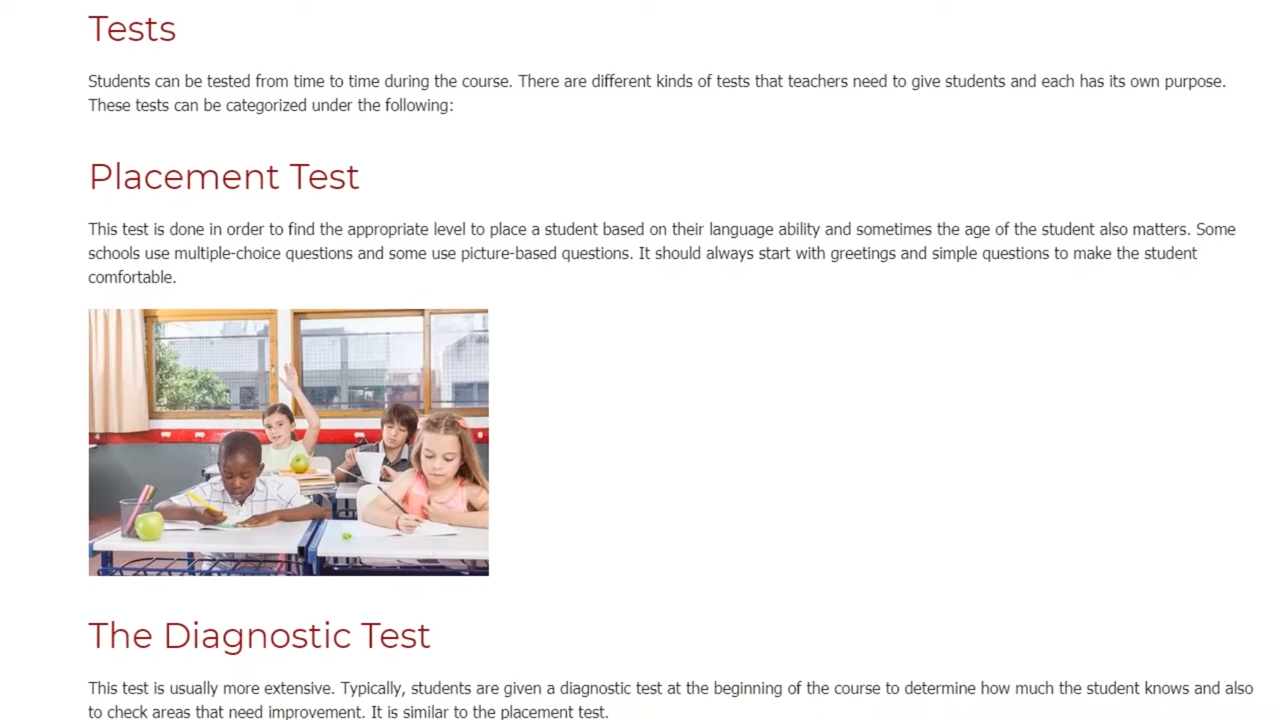 Tests
Students can be tested from time to time during the course. There are different kinds of tests that teachers need to give students and each has its own purpose.
These tests can be categorized under the following:
Placement Test
This test is done in order to find the appropriate level to place a student based on their language ability and sometimes the age of the student also matters. Some
schools use multiple-choice questions and some use picture-based questions. It should always start with greetings and simple questions to make the student
comfortable.
The Diagnostic Test
This test is usually more extensive. Typically, students are given a diagnostic test at the beginning of the course to determine how much the student knows and also
to check areas that need improvement. It is similar to the placement test.